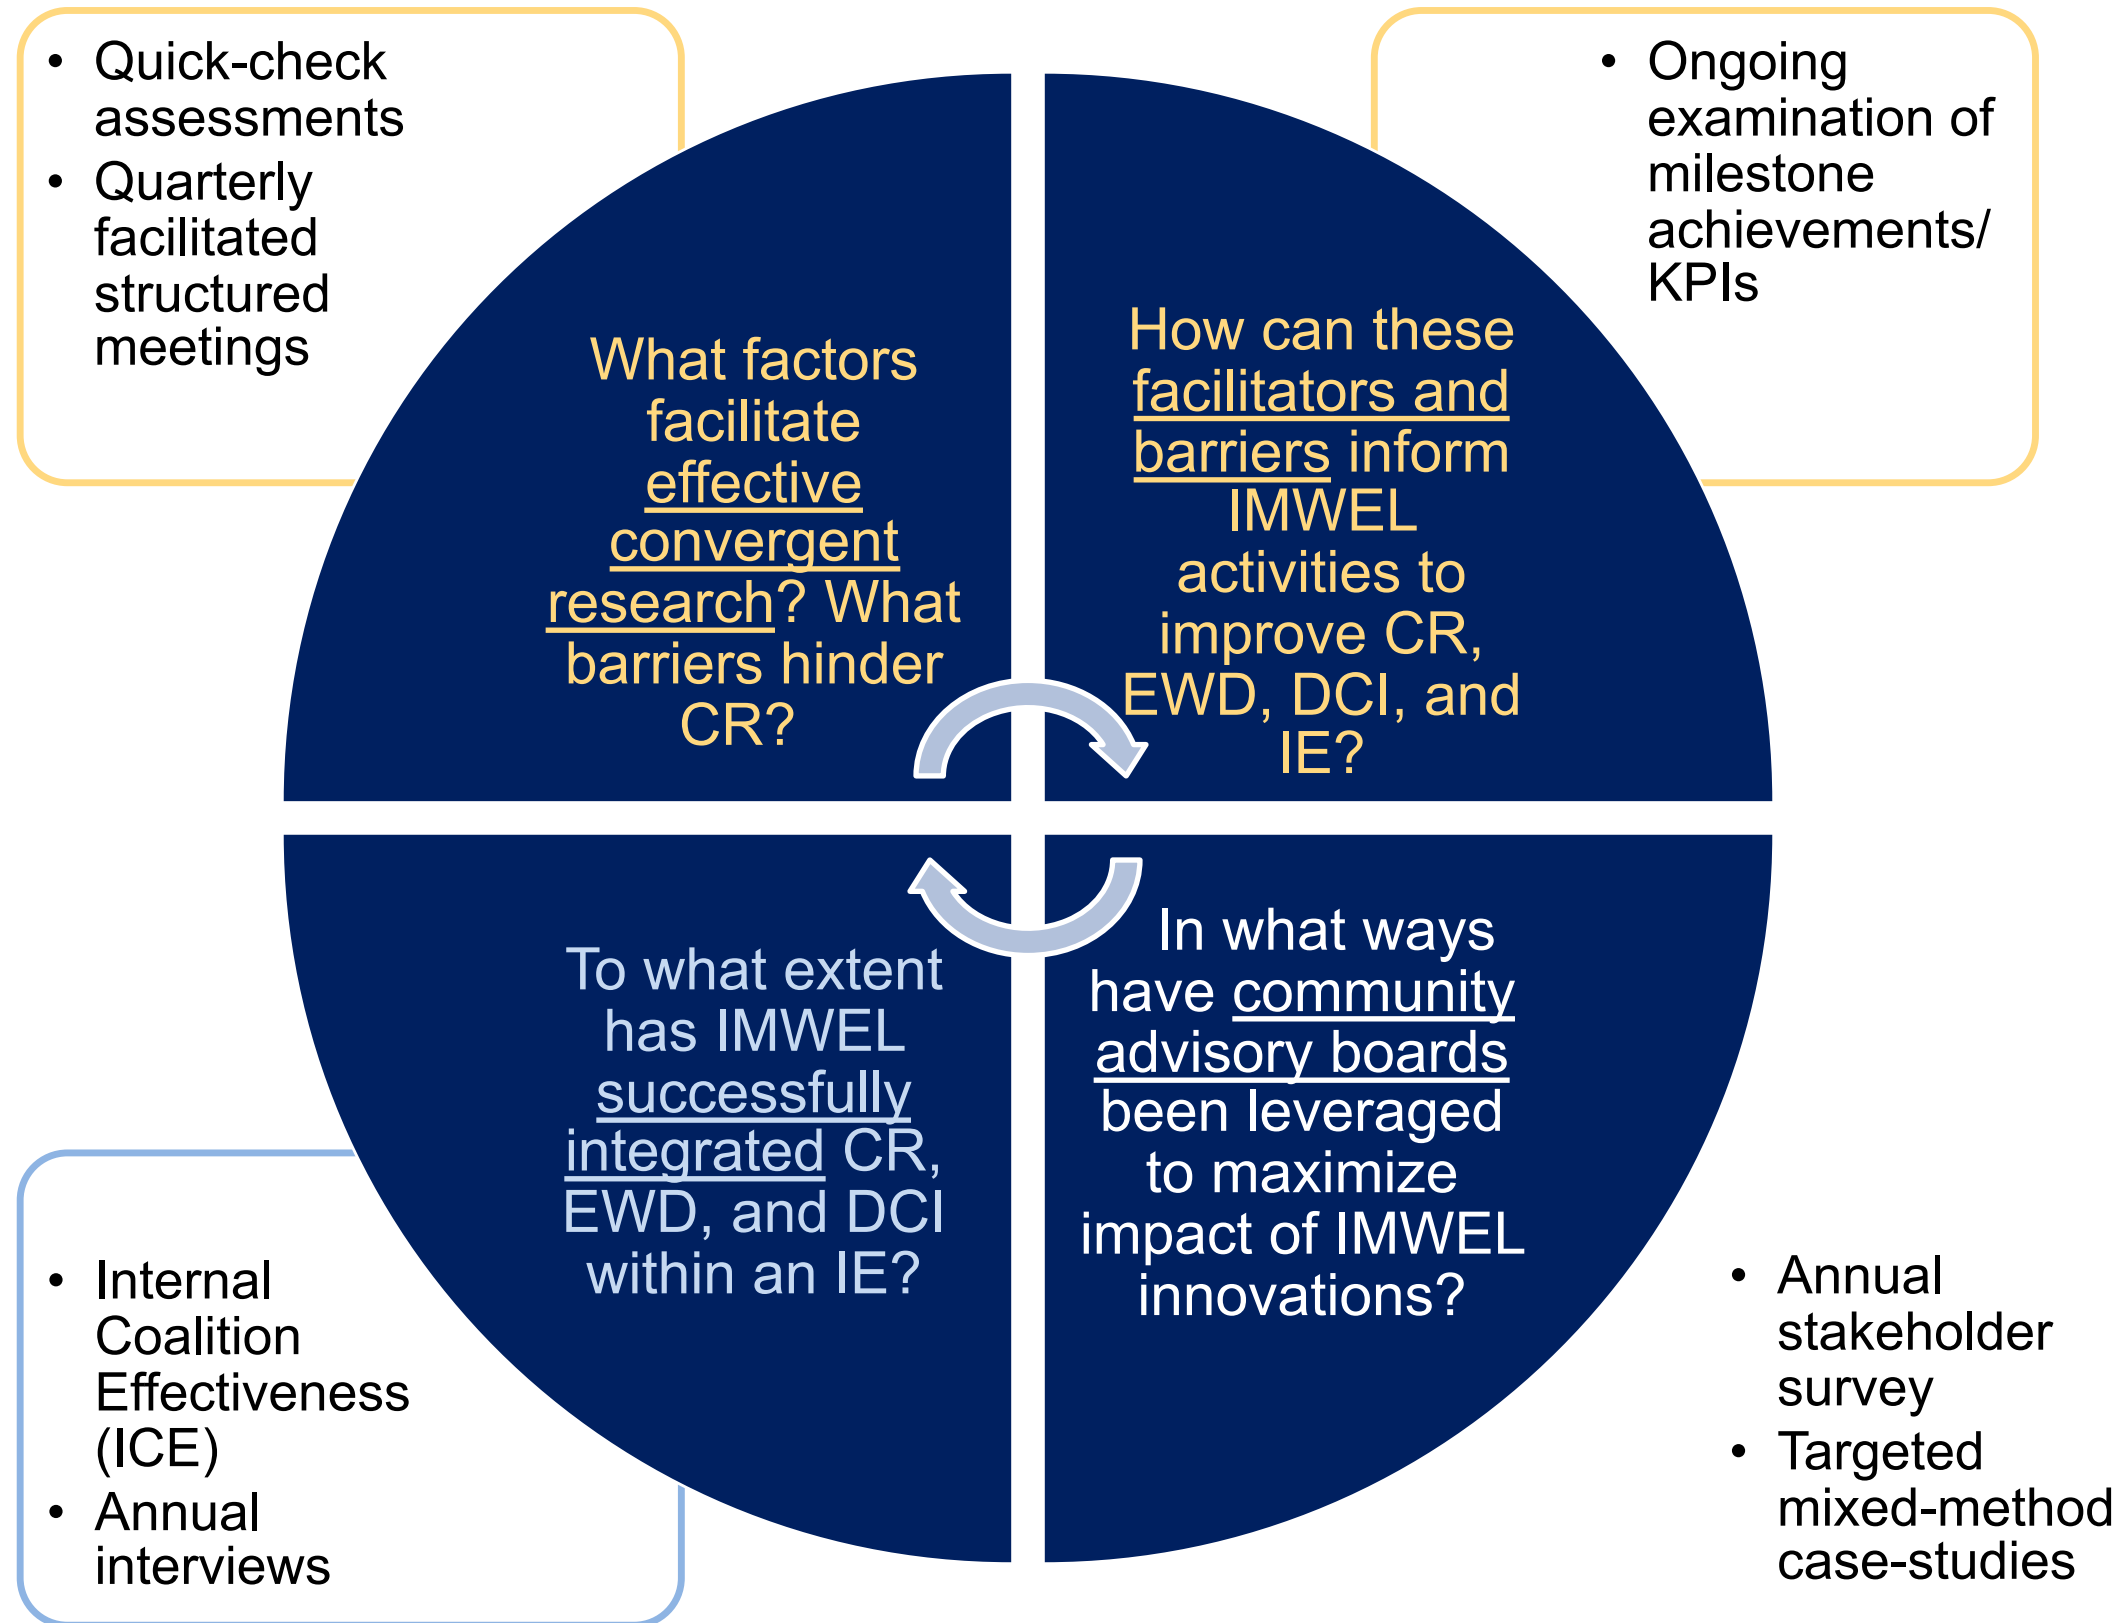 • Quick-check
assessments
• Quarterly
facilitated
structured
meetings
• Ongoing
examination of
milestone
achievements/
KPIs
What factors
facilitate
effective
convergent
research? What
barriers hinder
CR?
How can these
facilitators and
barriers inform
IMWEL
activities to
improve CR,
EWD, DCI, and
IE?
To what extent
has IMWEL
successfully
integrated CR,
EWD, and DCI
within an IE?
In what ways
have community
advisory boards
been leveraged
to maximize
impact of IMWEL
innovations?
• Internal
Coalition
Effectiveness
(ICE)
• Annual
interviews
• Annual
stakeholder
survey
• Targeted
mixed-method
case-studies